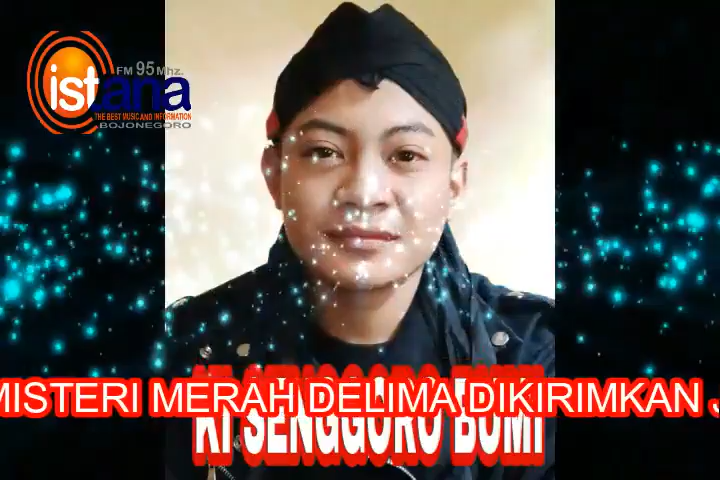 FM 95 Mhz.
istana
THE BEST MUSIC AND INFORMATION
BOJONEGORO
MISTERI MERAH DELIMA DIKIRIMKAN J
KI SENGGORO BUMI